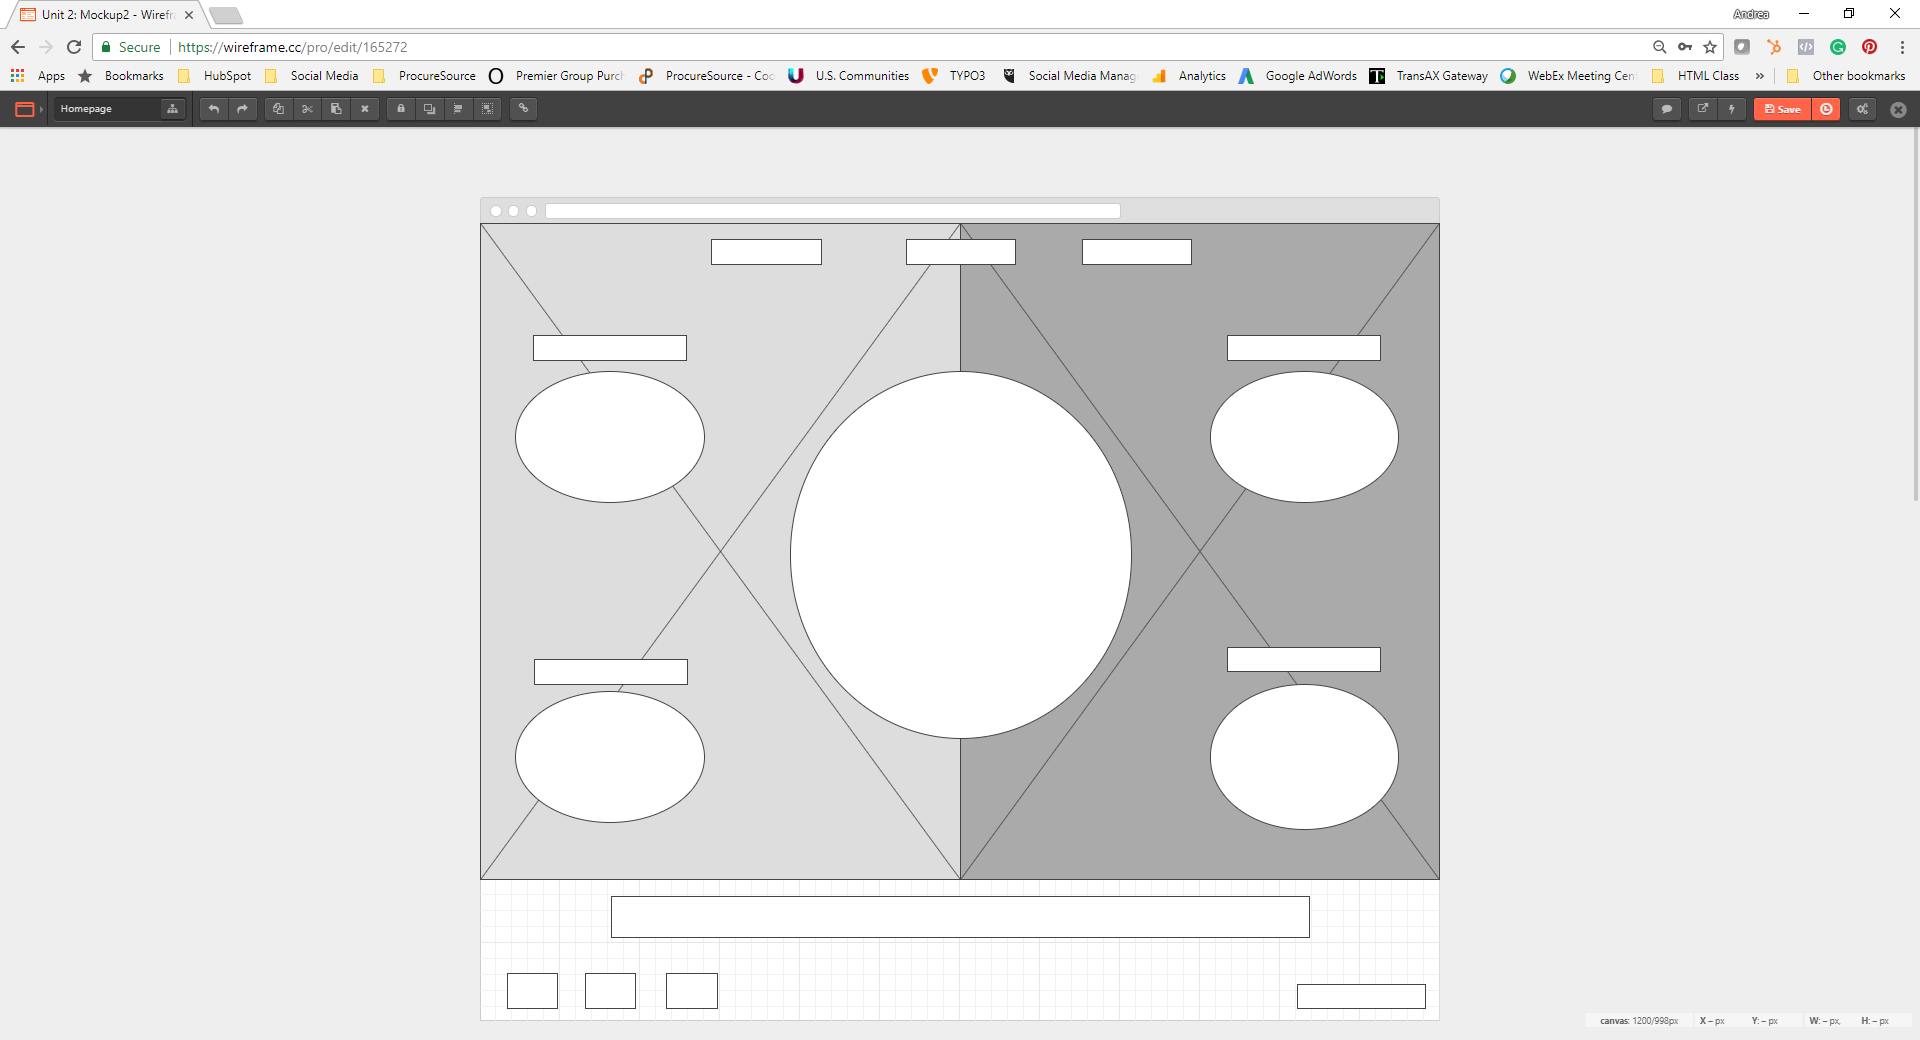 Unit 2: Mockup2 - Wirefr
Andrea
Secure https://wireframe.cc/pro/edit/165272
Apps Bookmarks HubSpot Social Media ProcureSource Premier Group Purch ProcureSource - Coc U.S. Communities TYPO3 Social Media Manag Analytics Google AdWords TransAX Gateway WebEx Meeting Cen HTML Class » Other bookmarks
Homepage Save
canvas: 1200/998px X – px Y: – px W: – px, H: – px